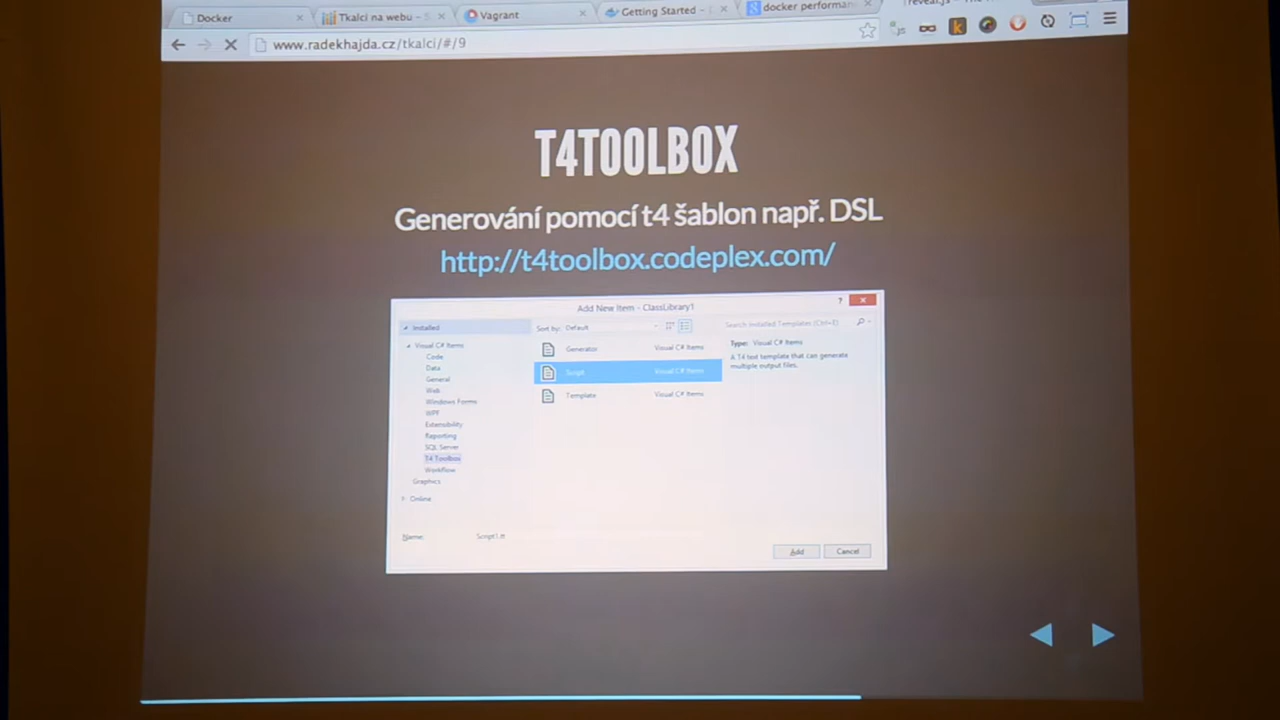 Docker
Tkalci na webu - S
Vagrant
Getting Started -
docker performan
www.radekhajda.cz/tkalci/#/9
T4TOOLBOX
Generování pomocí t4 šablon např. DSL
http://t4toolbox.codeplex.com/
Add New Item - ClassLibrary1
Installed
Sort by: Default
Search Installed Templates (Ctrl+E)
Visual C# Items
Code
Data
General
Web
Windows Forms
WPF
Extensibility
Reporting
SQL Server
T4 Toolbox
Workflow
Graphics
Online
Generator Visual C# Items
Script Visual C# Items
Template Visual C# Items
Type: Visual C# Items
A T4 text template that can generate
multiple output files.
Name: Script1.tt
Add
Cancel